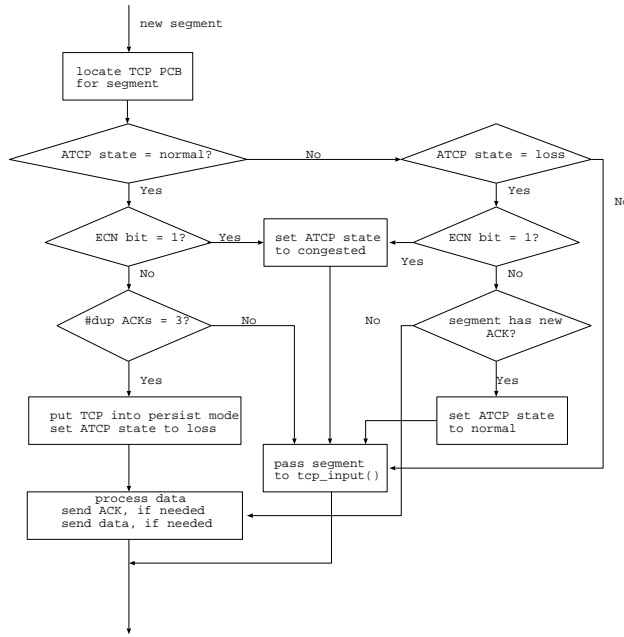 new segment
locate TCP PCB
for segment
ATCP state = normal?
No
ATCP state = loss
Yes
Yes
No
ECN bit = 1?
Yes
set ATCP state
to congested
Yes
ECN bit = 1?
No
No
#dup ACKs = 3?
No
No
segment has new
ACK?
Yes
Yes
put TCP into persist mode
set ATCP state to loss
set ATCP state
to normal
pass segment
to tcp_input()
process data
send ACK, if needed
send data, if needed